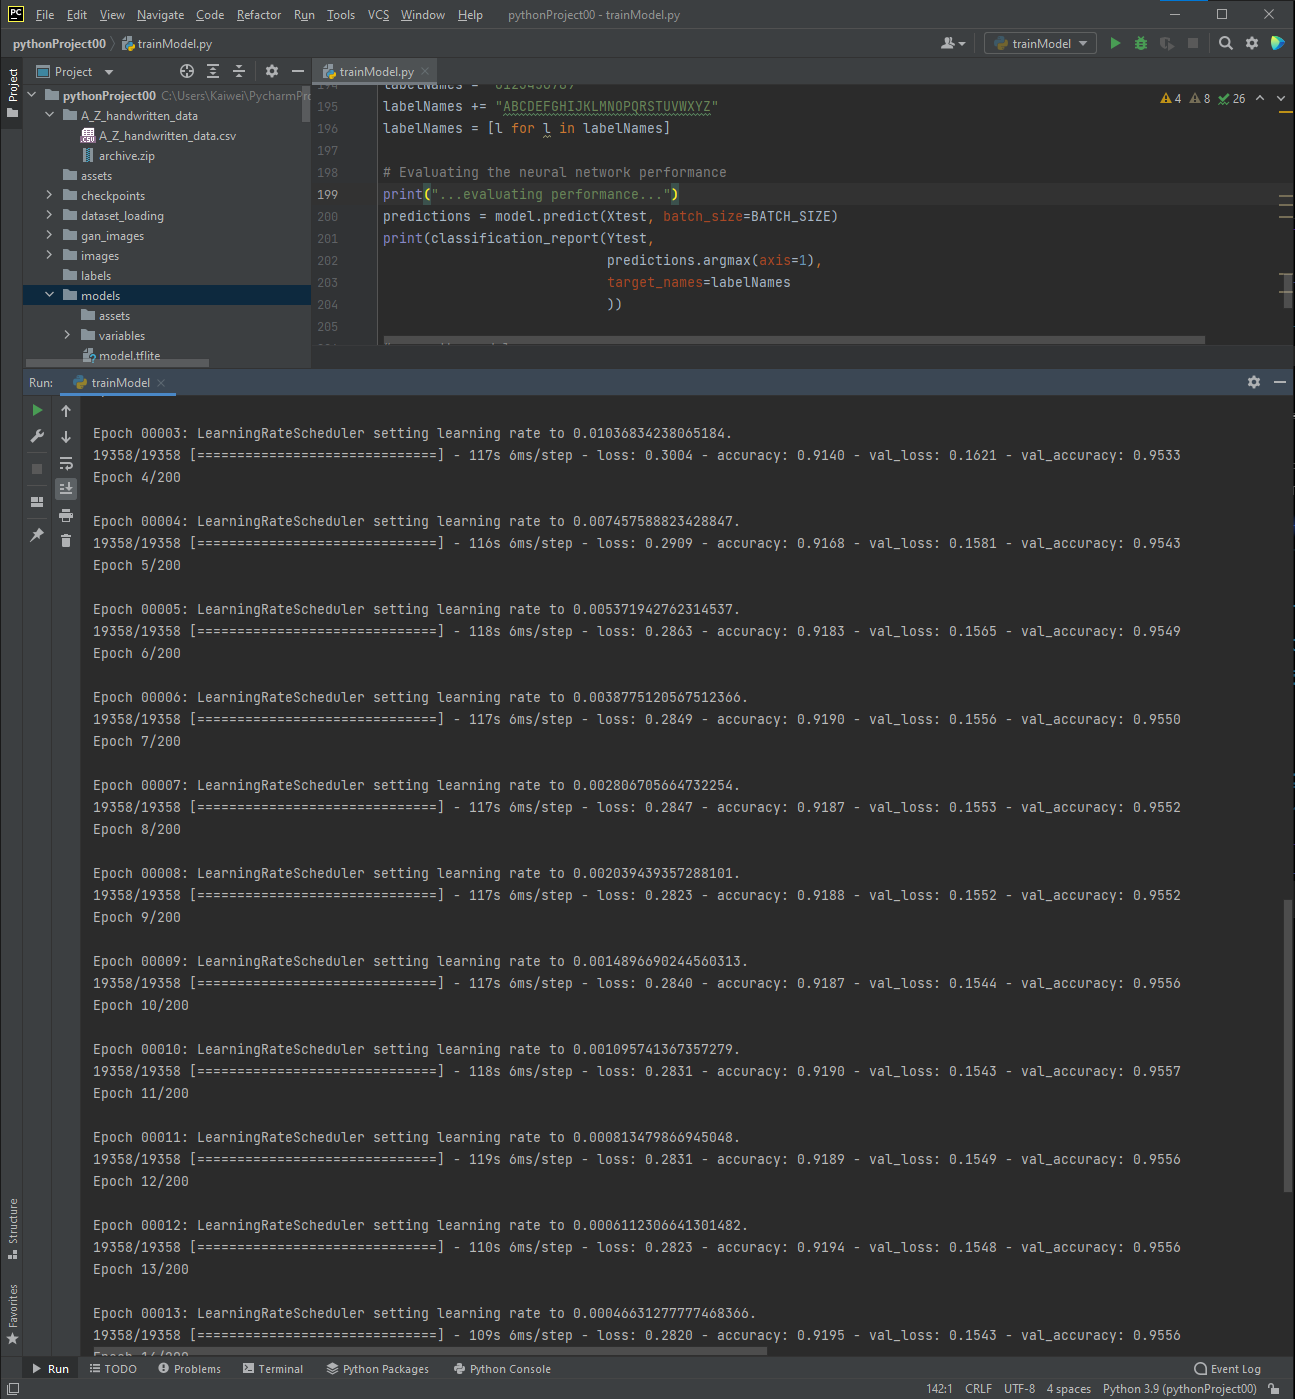 PC File Edit View Navigate Code Refactor Run Tools VCS Window Help pythonProject00 - trainModel.py
pythonProject00 trainModel.py trainModel
Project Project trainModel.py
pythonProject00 C:\Users\Kaiwei\PycharmPro
A_Z_handwritten_data
A_Z_handwritten_data.csv
archive.zip
assets
checkpoints
dataset_loading
gan_images
images
labels
models
assets
variables
model.tflite
4 8 26
194 labelNames = "0123456789"
195 labelNames += "ABCDEFGHIJKLMNOPQRSTUVWXYZ"
196 labelNames = [l for l in labelNames]
197
198 # Evaluating the neural network performance
199 print("...evaluating performance...")
200 predictions = model.predict(Xtest, batch_size=BATCH_SIZE)
201 print(classification_report(Ytest,
202 predictions.argmax(axis=1),
203 target_names=labelNames
204 ))
205
Run: trainModel
Epoch 00003: LearningRateScheduler setting learning rate to 0.01036834238065184.
19358/19358 [==============================] - 117s 6ms/step - loss: 0.3004 - accuracy: 0.9140 - val_loss: 0.1621 - val_accuracy: 0.9533
Epoch 4/200
Epoch 00004: LearningRateScheduler setting learning rate to 0.007457588823428847.
19358/19358 [==============================] - 116s 6ms/step - loss: 0.2909 - accuracy: 0.9168 - val_loss: 0.1581 - val_accuracy: 0.9543
Epoch 5/200
Epoch 00005: LearningRateScheduler setting learning rate to 0.005371942762314537.
19358/19358 [==============================] - 118s 6ms/step - loss: 0.2863 - accuracy: 0.9183 - val_loss: 0.1565 - val_accuracy: 0.9549
Epoch 6/200
Epoch 00006: LearningRateScheduler setting learning rate to 0.0038775120567512366.
19358/19358 [==============================] - 117s 6ms/step - loss: 0.2849 - accuracy: 0.9190 - val_loss: 0.1556 - val_accuracy: 0.9550
Epoch 7/200
Epoch 00007: LearningRateScheduler setting learning rate to 0.002806705664732254.
19358/19358 [==============================] - 117s 6ms/step - loss: 0.2847 - accuracy: 0.9187 - val_loss: 0.1553 - val_accuracy: 0.9552
Epoch 8/200
Epoch 00008: LearningRateScheduler setting learning rate to 0.002039439357288101.
19358/19358 [==============================] - 117s 6ms/step - loss: 0.2823 - accuracy: 0.9188 - val_loss: 0.1552 - val_accuracy: 0.9552
Epoch 9/200
Epoch 00009: LearningRateScheduler setting learning rate to 0.0014896690244560313.
19358/19358 [==============================] - 117s 6ms/step - loss: 0.2840 - accuracy: 0.9187 - val_loss: 0.1544 - val_accuracy: 0.9556
Epoch 10/200
Epoch 00010: LearningRateScheduler setting learning rate to 0.001095741367357279.
19358/19358 [==============================] - 118s 6ms/step - loss: 0.2831 - accuracy: 0.9190 - val_loss: 0.1543 - val_accuracy: 0.9557
Epoch 11/200
Epoch 00011: LearningRateScheduler setting learning rate to 0.000813479866945048.
19358/19358 [==============================] - 119s 6ms/step - loss: 0.2831 - accuracy: 0.9189 - val_loss: 0.1549 - val_accuracy: 0.9556
Epoch 12/200
Epoch 00012: LearningRateScheduler setting learning rate to 0.0006112306641301482.
19358/19358 [==============================] - 110s 6ms/step - loss: 0.2823 - accuracy: 0.9194 - val_loss: 0.1548 - val_accuracy: 0.9556
Epoch 13/200
Epoch 00013: LearningRateScheduler setting learning rate to 0.00046631277777468366.
19358/19358 [==============================] - 109s 6ms/step - loss: 0.2820 - accuracy: 0.9195 - val_loss: 0.1543 - val_accuracy: 0.9556
Epoch 14/200
Structure
Favorites
Run TODO Problems Terminal Python Packages Python Console Event Log
142:1 CRLF UTF-8 4 spaces Python 3.9 (pythonProject00)